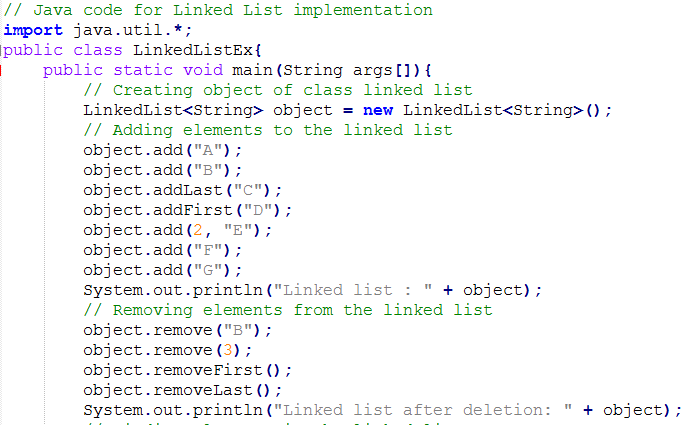 // Java code for Linked List implementation
import java.util.*;
public class LinkedListEx{
    public static void main(String args[]){
        // Creating object of class linked list
        LinkedList<String> object = new LinkedList<String>();
        // Adding elements to the linked list
        object.add("A");
        object.add("B");
        object.addLast("C");
        object.addFirst("D");
        object.add(2, "E");
        object.add("F");
        object.add("G");
        System.out.println("Linked list : " + object);
        // Removing elements from the linked list
        object.remove("B");
        object.remove(3);
        object.removeFirst();
        object.removeLast();
        System.out.println("Linked list after deletion: " + object);